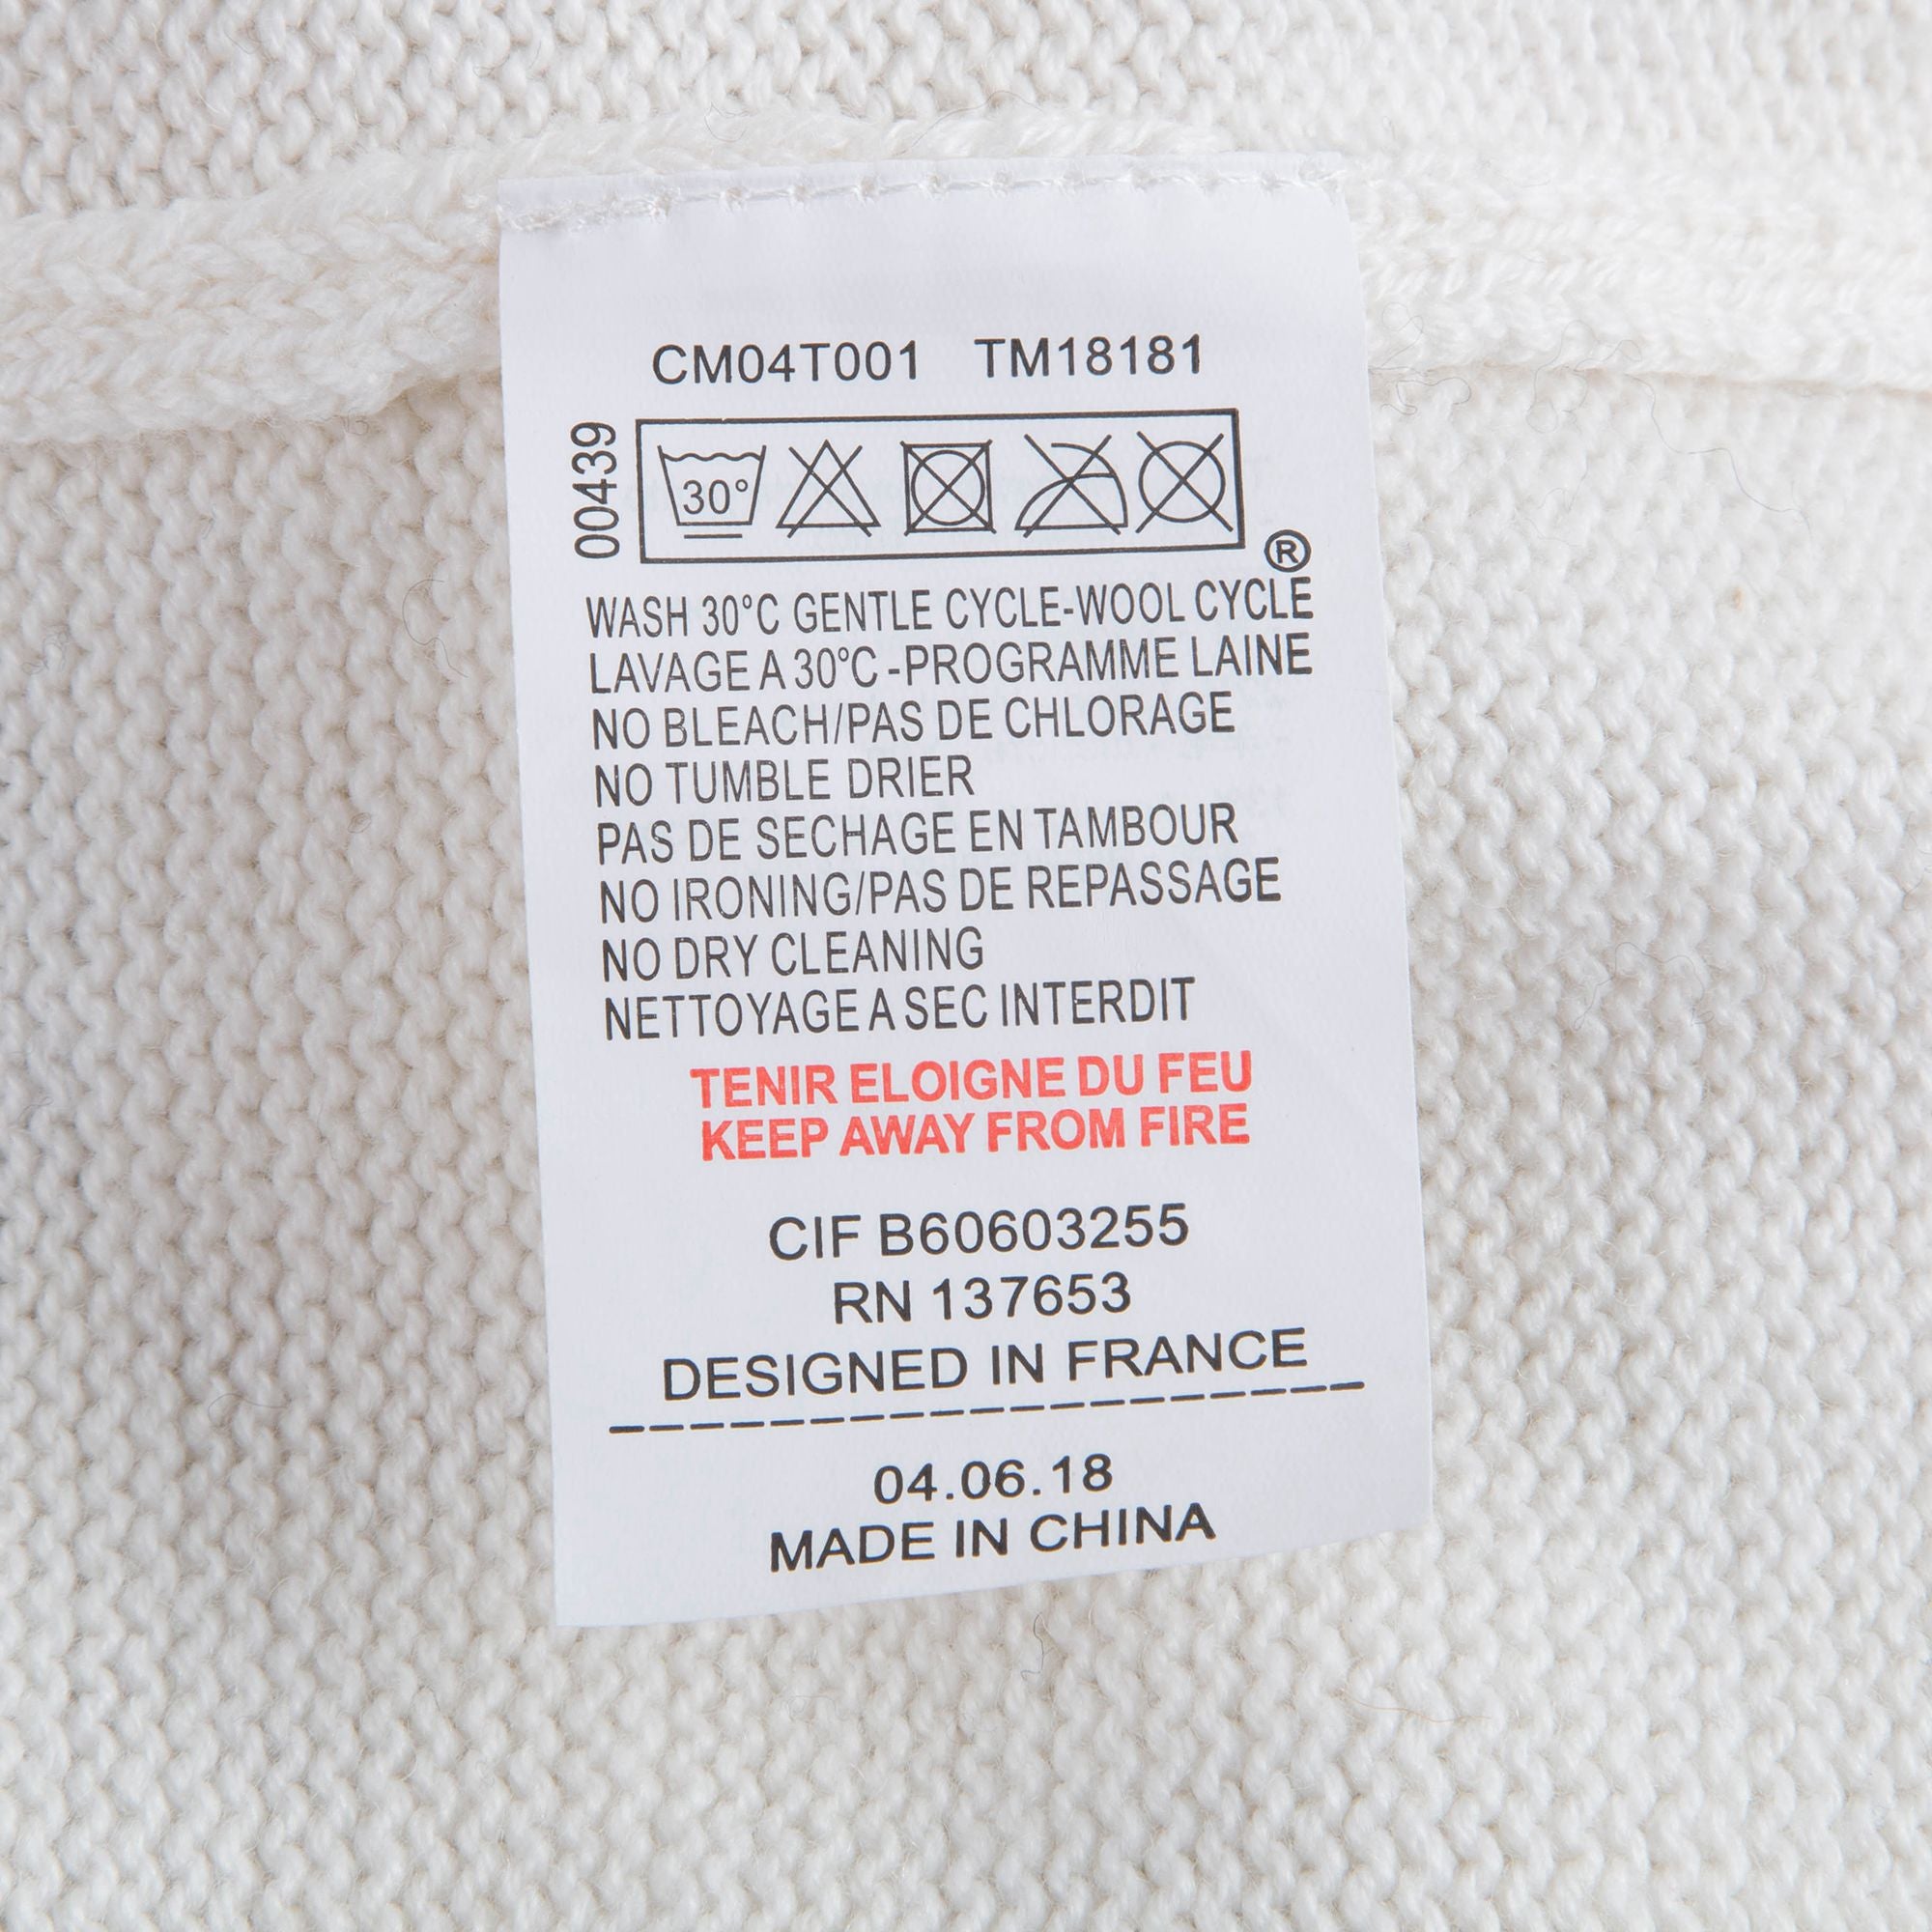 CM04T001 TM18181
00439
30°
®
WASH 30°C GENTLE CYCLE-WOOL CYCLE
LAVAGE A 30°C -PROGRAMME LAINE
NO BLEACH/PAS DE CHLORAGE
NO TUMBLE DRIER
PAS DE SECHAGE EN TAMBOUR
NO IRONING/PAS DE REPASSAGE
NO DRY CLEANING
NETTOYAGE A SEC INTERDIT
TENIR ELOIGNE DU FEU
KEEP AWAY FROM FIRE
CIF B60603255
RN 137653
DESIGNED IN FRANCE
04.06.18
MADE IN CHINA